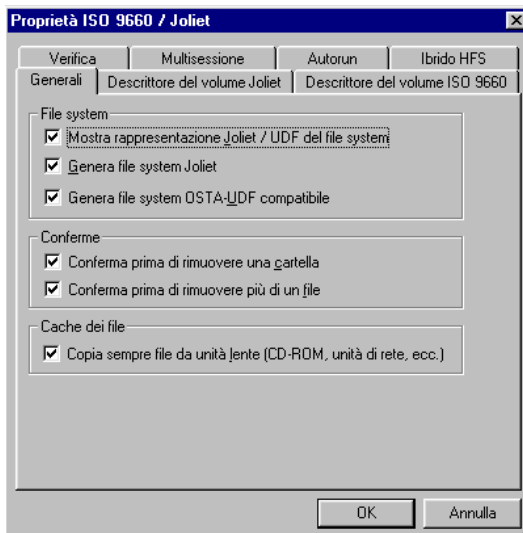 Proprietà ISO 9660 / Joliet
Verifica Multisessione Autorun Ibrido HFS
Generali Descrittore del volume Joliet Descrittore del volume ISO 9660
File system
Mostra rappresentazione Joliet / UDF del file system
Genera file system Joliet
Genera file system OSTA-UDF compatibile
Conferme
Conferma prima di rimuovere una cartella
Conferma prima di rimuovere più di un file
Cache dei file
Copia sempre file da unità lente (CD-ROM, unità di rete, ecc.)
OK Annulla